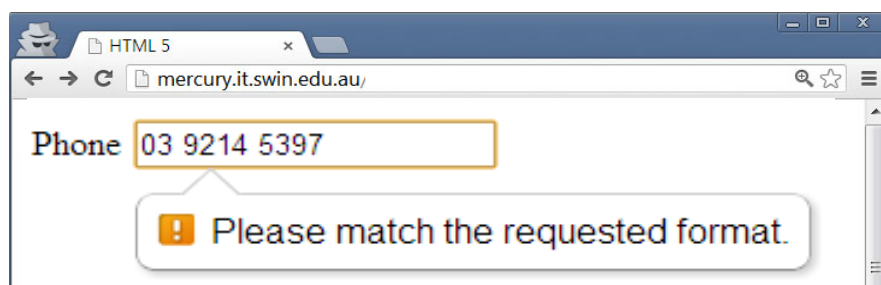 HTML 5
mercury.it.swin.edu.au/
Phone 03 9214 5397
Please match the requested format.